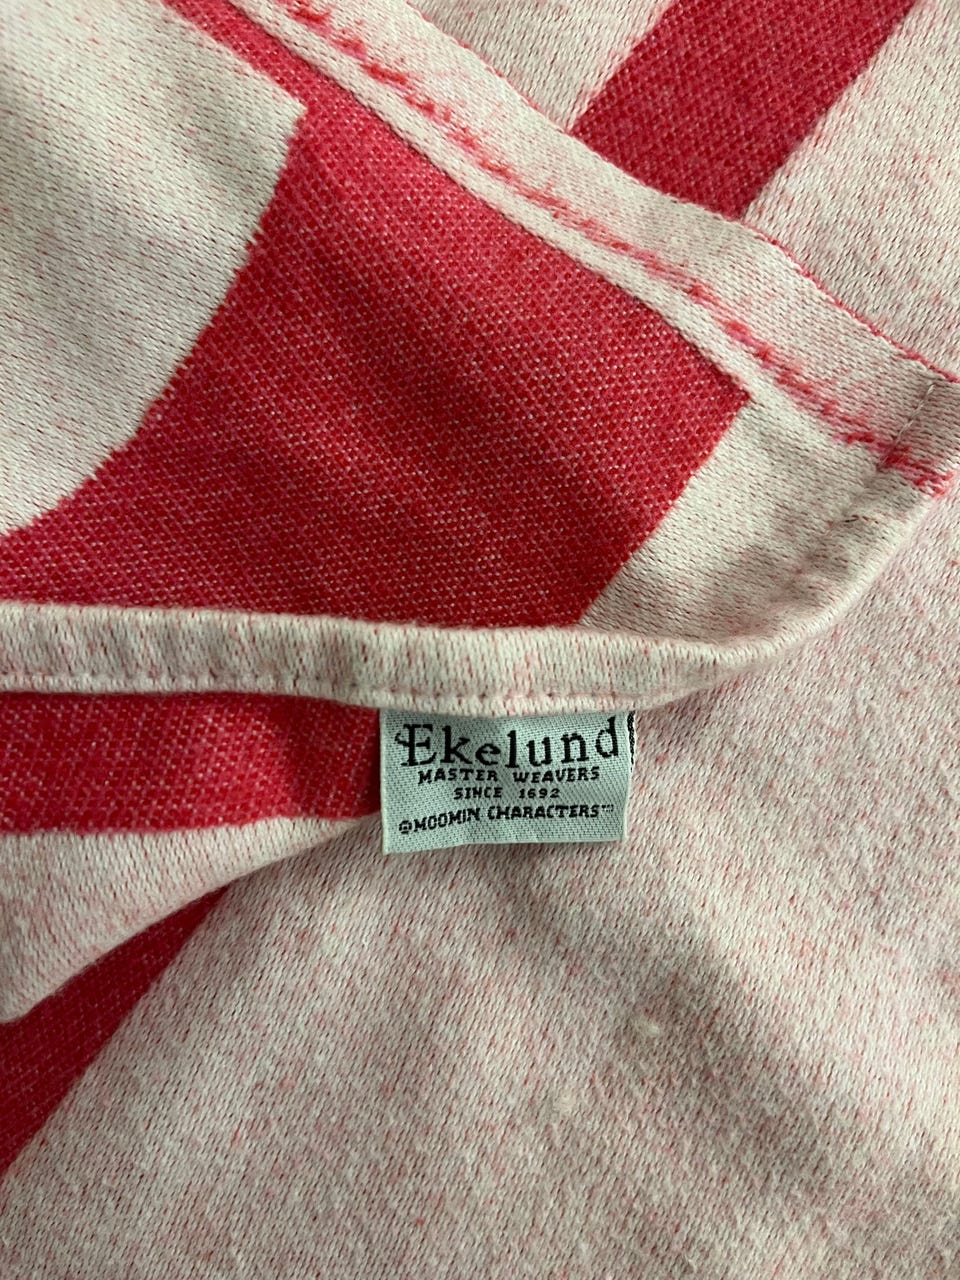 Ekelund
MASTER WEAVERS
SINCE 1692
©MOOMIN CHARACTERS™